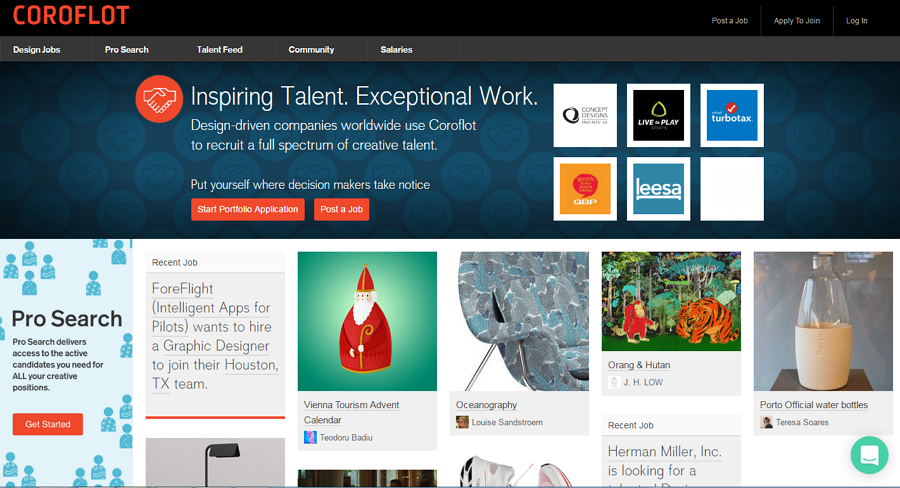 COROFLOT
Post a Job
Apply To Join
Log In
Design Jobs
Pro Search
Talent Feed
Community
Salaries
Inspiring Talent. Exceptional Work.
Design-driven companies worldwide use Coroflot
to recruit a full spectrum of creative talent.
Put yourself where decision makers take notice
Start Portfolio Application
Post a Job
CONCEPT
DESIGNS
PALO ALTO · CA
LIVE to PLAY
SPORTS
turbotax.
QBP
leesa
Pro Search
Pro Search delivers
access to the active
candidates you need for
ALL your creative
positions.
Get Started
Recent Job
ForeFlight
(Intelligent Apps for
Pilots) wants to hire
a Graphic Designer
to join their Houston,
TX team.
Vienna Tourism Advent
Calendar
Teodoru Badiu
Oceanography
Louise Sandstroem
Orang & Hutan
J. H. LOW
Recent Job
Herman Miller, Inc.
is looking for a
Porto Official water bottles
Teresa Soares